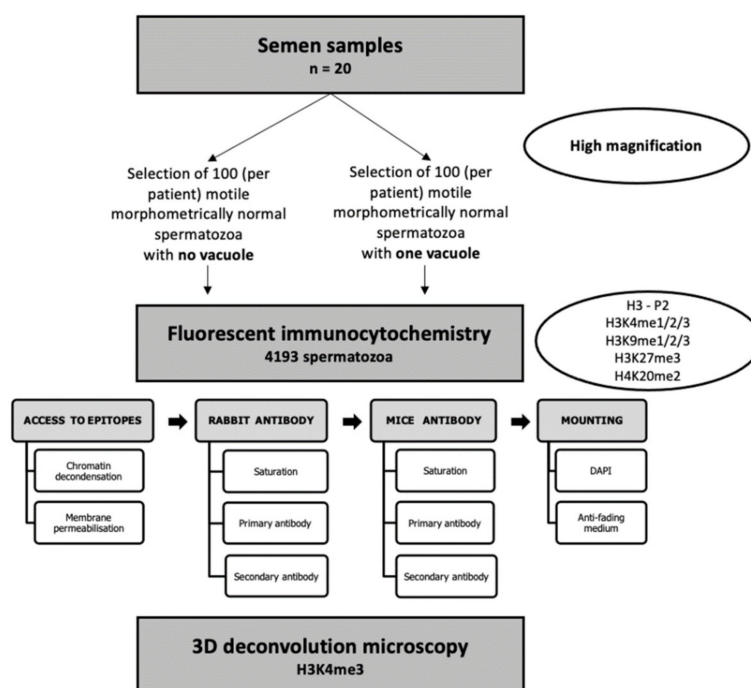 Semen samples
n = 20
High magnification
Selection of 100 (per
patient) motile
morphometrically normal
spermatozoa
with no vacuole
Selection of 100 (per
patient) motile
morphometrically normal
spermatozoa
with one vacuole
Fluorescent immunocytochemistry
4193 spermatozoa
H3 - P2
H3K4me1/2/3
H3K9me1/2/3
H3K27me3
H4K20me2
ACCESS TO EPITOPES
Chromatin
decondensation
Membrane
permeabilisation
RABBIT ANTIBODY
Saturation
Primary antibody
Secondary antibody
MICE ANTIBODY
Saturation
Primary antibody
Secondary antibody
MOUNTING
DAPI
Anti-fading
medium
3D deconvolution microscopy
H3K4me3